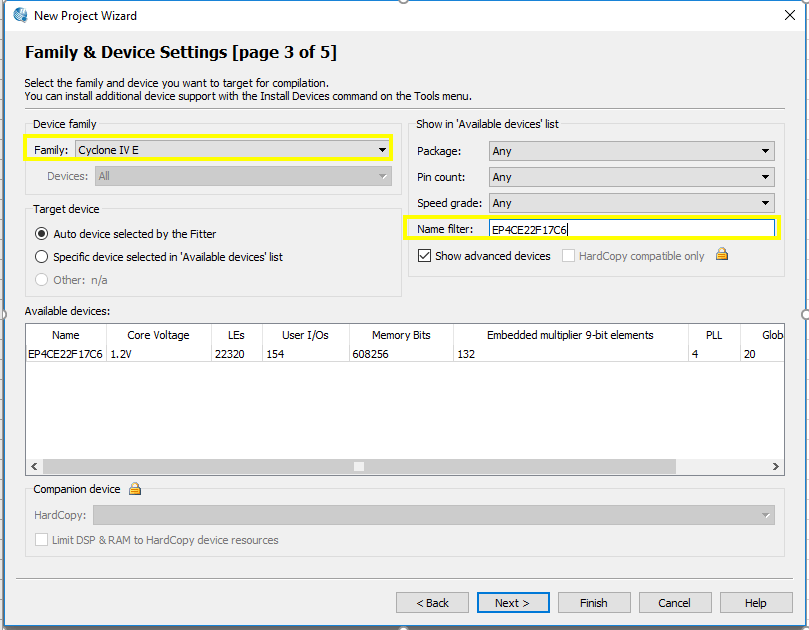 New Project Wizard
Family & Device Settings [page 3 of 5]
Select the family and device you want to target for compilation.
You can install additional device support with the Install Devices command on the Tools menu.
Device family
Family: Cyclone IV E
Devices: All
Target device
Auto device selected by the Fitter
Specific device selected in 'Available devices' list
Other: n/a
Show in 'Available devices' list
Package: Any
Pin count: Any
Speed grade: Any
Name filter: EP4CE22F17C6
Show advanced devices HardCopy compatible only
Available devices:
Name Core Voltage LEs User I/Os Memory Bits Embedded multiplier 9-bit elements PLL Glob
EP4CE22F17C6 1.2V 22320 154 608256 132 4 20
Companion device
HardCopy:
Limit DSP & RAM to HardCopy device resources
< Back Next > Finish Cancel Help